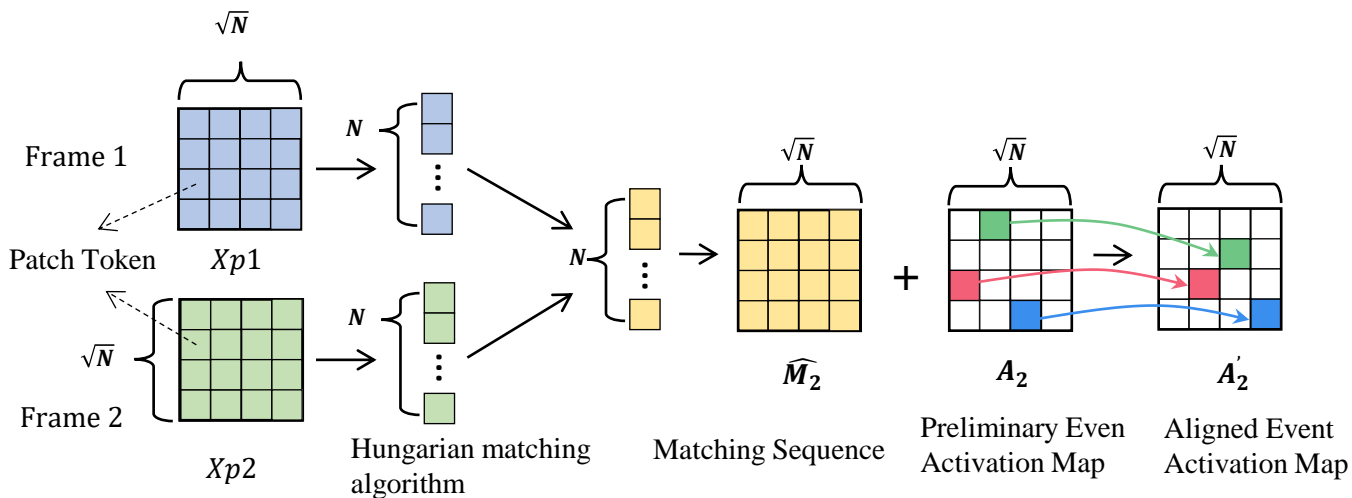 √N
Frame 1
N
Xp1
Patch Token
√N
Frame 2
Xp2
N
Hungarian matching
algorithm
N
√N
M̂₂
Matching Sequence
+
√N
A₂
Preliminary Even
Activation Map
√N
A₂′
Aligned Event
Activation Map